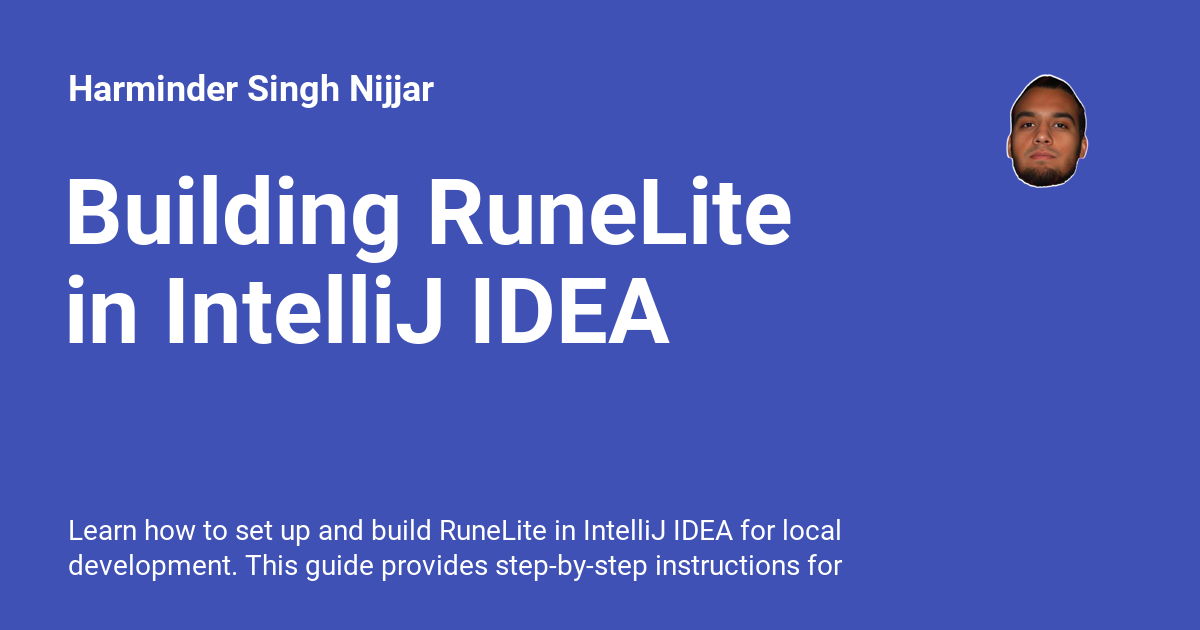 Harminder Singh Nijjar
Building RuneLite
in IntelliJ IDEA
Learn how to set up and build RuneLite in IntelliJ IDEA for local
development. This guide provides step-by-step instructions for